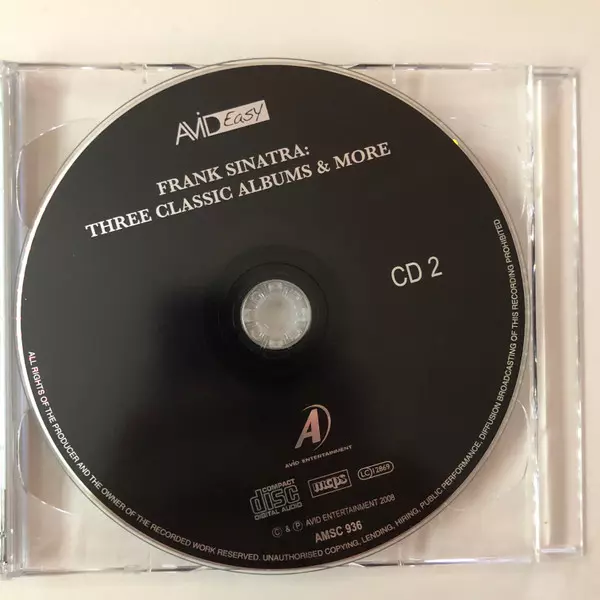 AVID Easy
FRANK SINATRA:
THREE CLASSIC ALBUMS & MORE
CD 2
A
AVID ENTERTAINMENT
COMPACT
disc
DIGITAL AUDIO
mcps
LC 12869
© & ℗ AVID ENTERTAINMENT 2008
AMSC 936
ALL RIGHTS OF THE PRODUCER AND THE OWNER OF THE RECORDED WORK RESERVED. UNAUTHORISED COPYING, LENDING, HIRING, PUBLIC PERFORMANCE, DIFFUSION BROADCASTING OF THIS RECORDING PROHIBITED